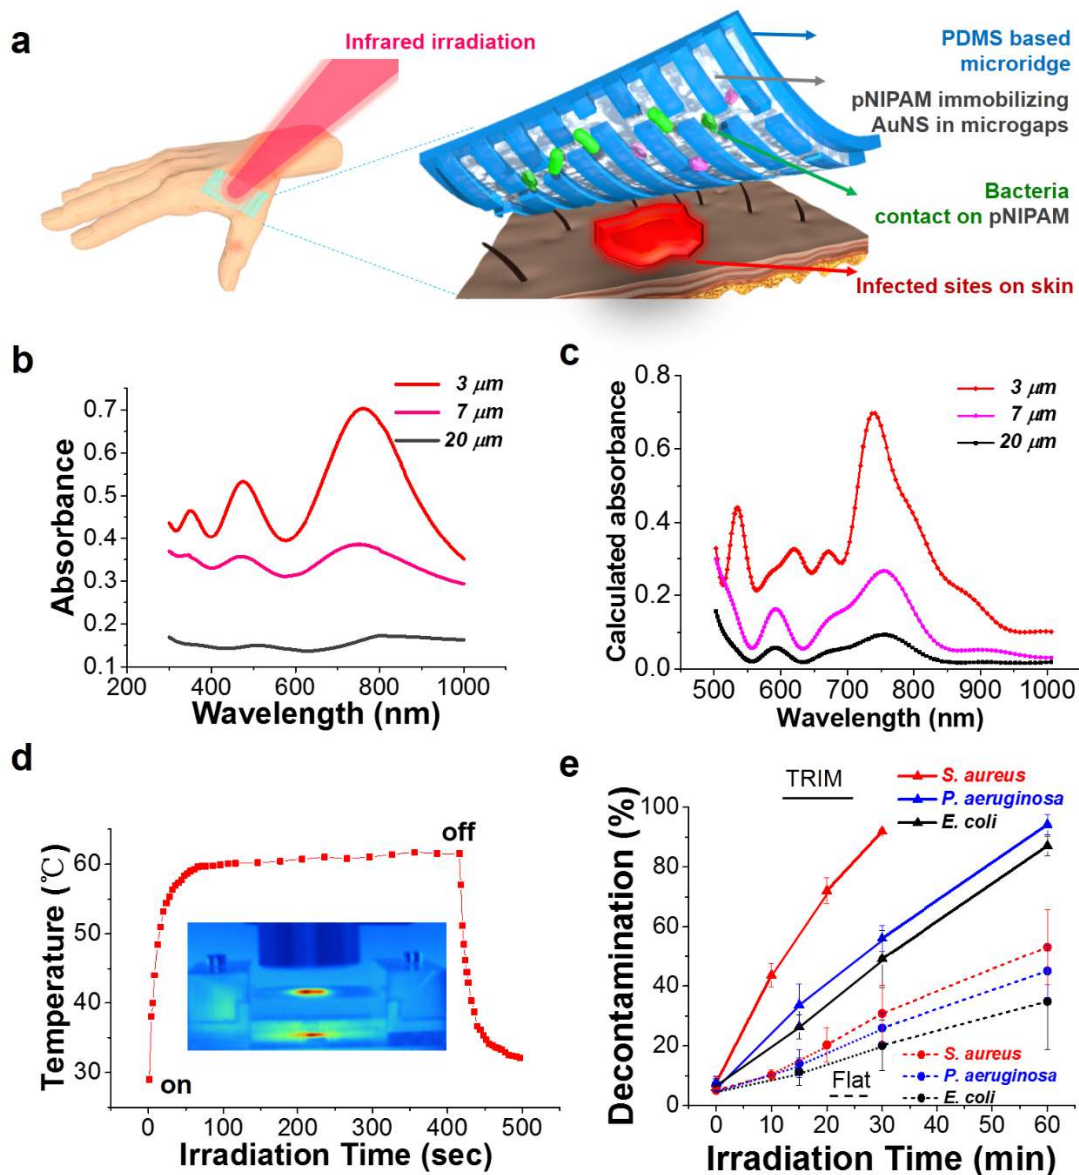 a
Infrared irradiation
PDMS based
microridge
pNIPAM immobilizing
AuNS in microgaps
Bacteria
contact on pNIPAM
Infected sites on skin
b
3 μm
7 μm
20 μm
0.7
0.6
0.5
0.4
0.3
0.2
0.1
200
400
600
800
1000
Absorbance
Wavelength (nm)
c
3 μm
7 μm
20 μm
0.8
0.6
0.4
0.2
0.0
500
600
700
800
900
1000
Calculated absorbance
Wavelength (nm)
d
on
off
60
50
40
30
0
100
200
300
400
500
Temperature (℃)
Irradiation Time (sec)
e
TRIM
S. aureus
P. aeruginosa
E. coli
100
80
60
40
20
0
0
10
20
30
40
50
60
Flat
S. aureus
P. aeruginosa
E. coli
Decontamination (%)
Irradiation Time (min)